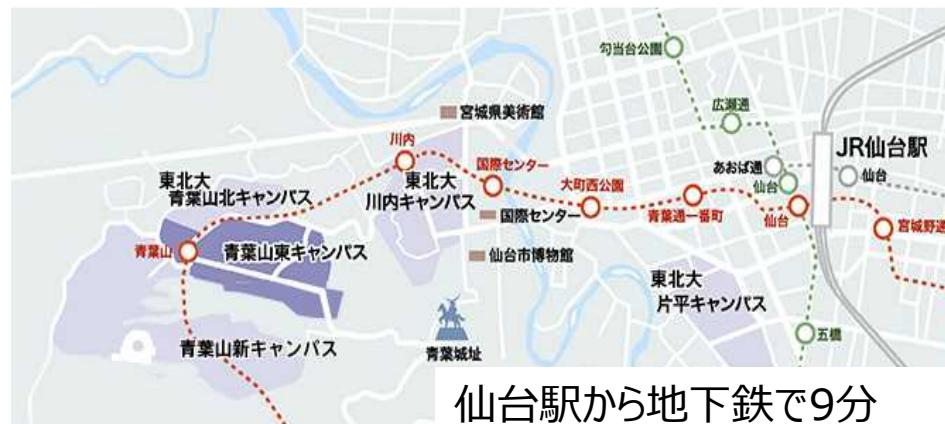 勾当台公園
広瀬通
宮城県美術館
川内
JR仙台駅
あおば通
仙台
国際センター
東北大
青葉山北キャンパス
東北大
川内キャンパス
大町西公園
仙台
国際センター
青葉通一番町
仙台
宮城野通
青葉山
青葉山東キャンパス
仙台市博物館
東北大
片平キャンパス
五橋
青葉山新キャンパス
青葉城址
仙台駅から地下鉄で9分